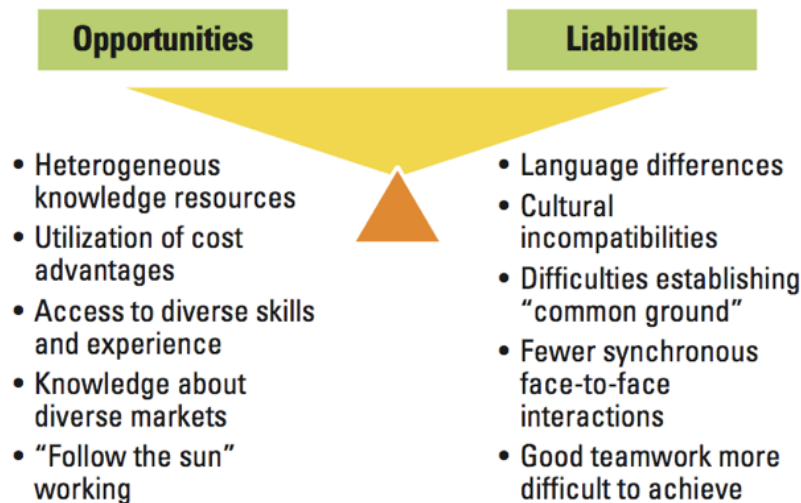 Opportunities
• Heterogeneous
knowledge resources
• Utilization of cost
advantages
• Access to diverse skills
and experience
• Knowledge about
diverse markets
• “Follow the sun”
working
Liabilities
• Language differences
• Cultural
incompatibilities
• Difficulties establishing
“common ground”
• Fewer synchronous
face-to-face
interactions
• Good teamwork more
difficult to achieve